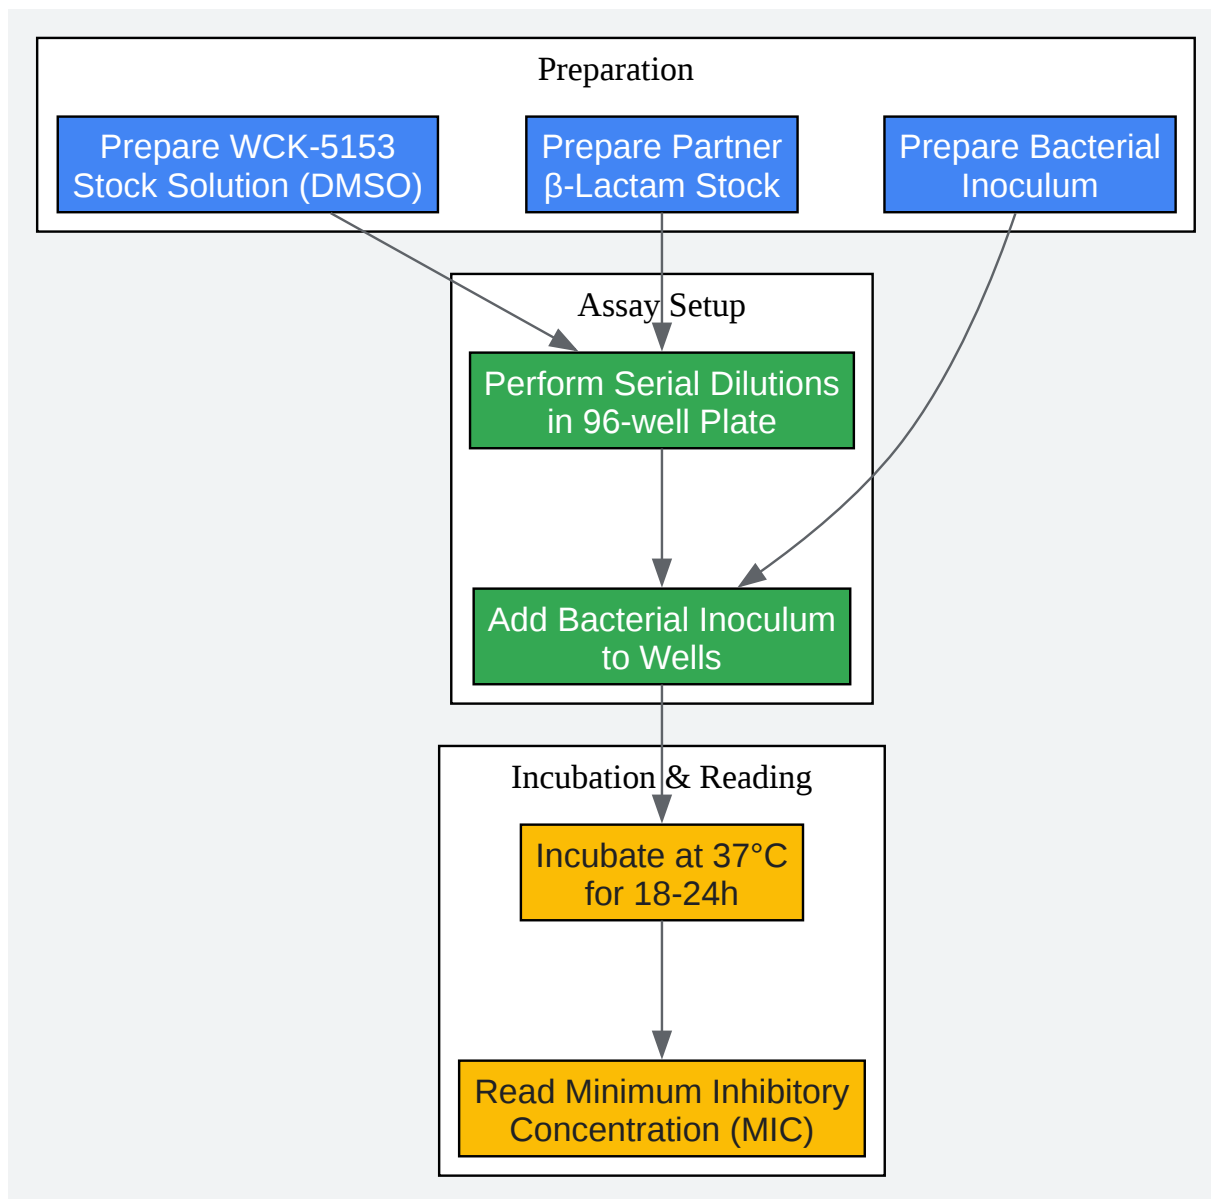 Preparation
Prepare WCK-5153
Stock Solution (DMSO)
Prepare Partner
β-Lactam Stock
Prepare Bacterial
Inoculum
Assay Setup
Perform Serial Dilutions
in 96-well Plate
Add Bacterial Inoculum
to Wells
Incubation & Reading
Incubate at 37°C
for 18-24h
Read Minimum Inhibitory
Concentration (MIC)